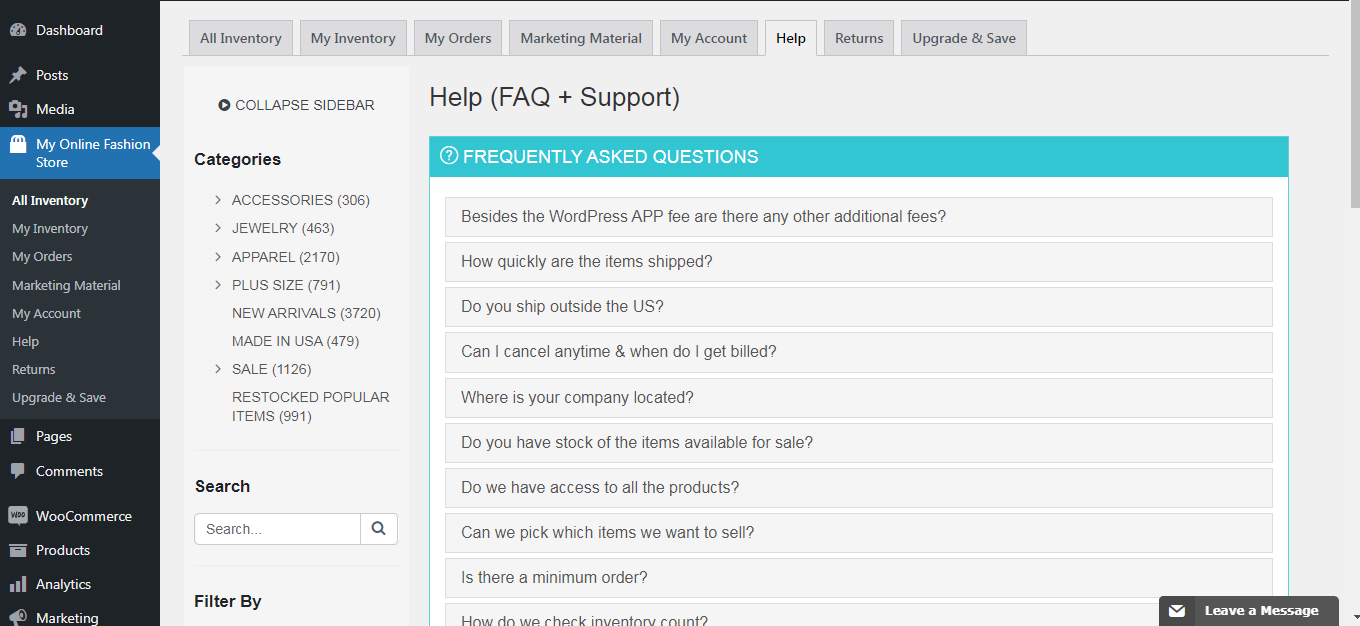 Dashboard
Posts
Media
My Online Fashion
Store
All Inventory
My Inventory
My Orders
Marketing Material
My Account
Help
Returns
Upgrade & Save
Pages
Comments
WooCommerce
Products
Analytics
Marketing
All Inventory
My Inventory
My Orders
Marketing Material
My Account
Help
Returns
Upgrade & Save
COLLAPSE SIDEBAR
Categories
ACCESSORIES (306)
JEWELRY (463)
APPAREL (2170)
PLUS SIZE (791)
NEW ARRIVALS (3720)
MADE IN USA (479)
SALE (1126)
RESTOCKED POPULAR
ITEMS (991)
Search
Search...
Filter By
Help (FAQ + Support)
FREQUENTLY ASKED QUESTIONS
Besides the WordPress APP fee are there any other additional fees?
How quickly are the items shipped?
Do you ship outside the US?
Can I cancel anytime & when do I get billed?
Where is your company located?
Do you have stock of the items available for sale?
Do we have access to all the products?
Can we pick which items we want to sell?
Is there a minimum order?
How do we check inventory count?
Leave a Message